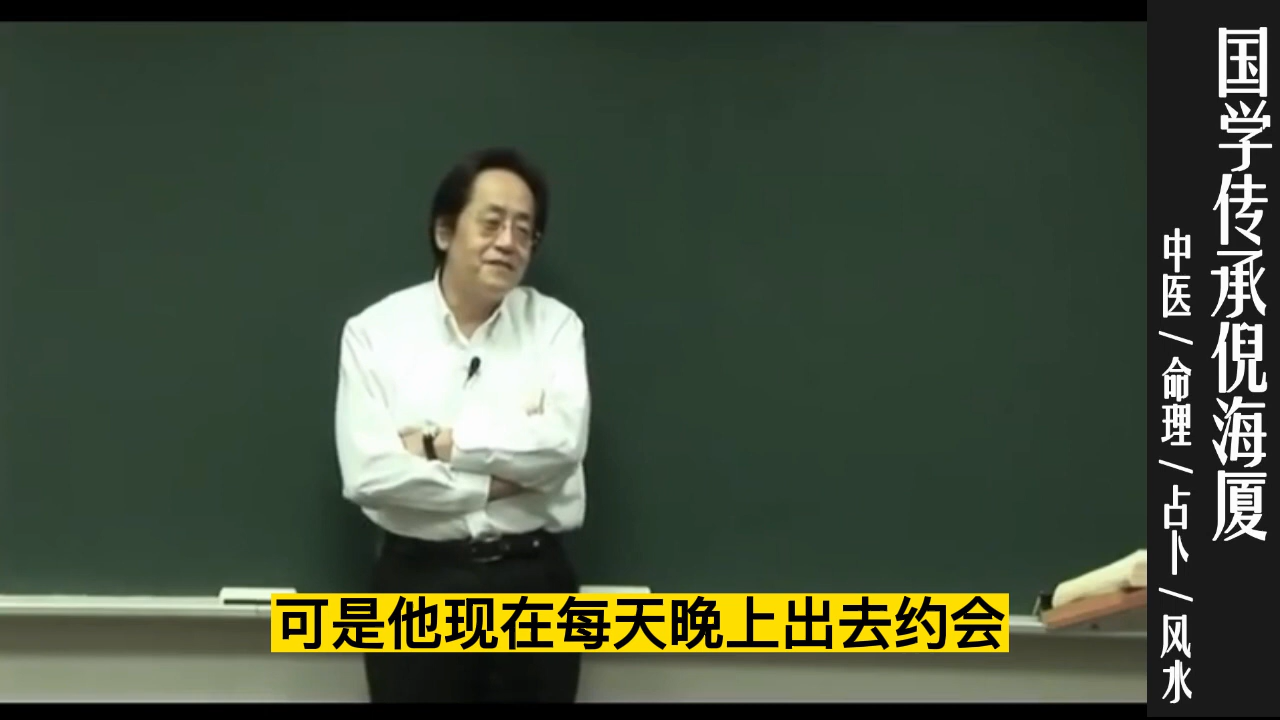 国学传承倪海厦
中医/命理/占卜/风水
可是他现在每天晚上出去约会